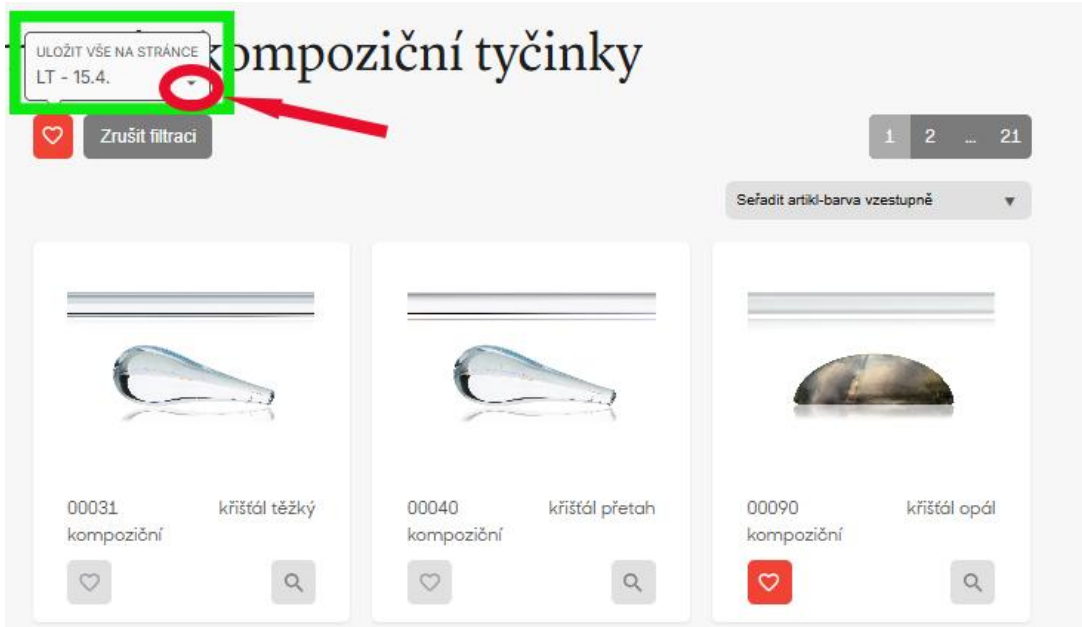 kompoziční tyčinky
ULOŽIT VŠE NA STRÁNCE
LT - 15.4.
Zrušit filtraci
1 2 ... 21
Seřadit artikl-barva vzestupně
00031 křišťál těžký
kompoziční
00040 křišťál přetah
kompoziční
00090 křišťál opál
kompoziční